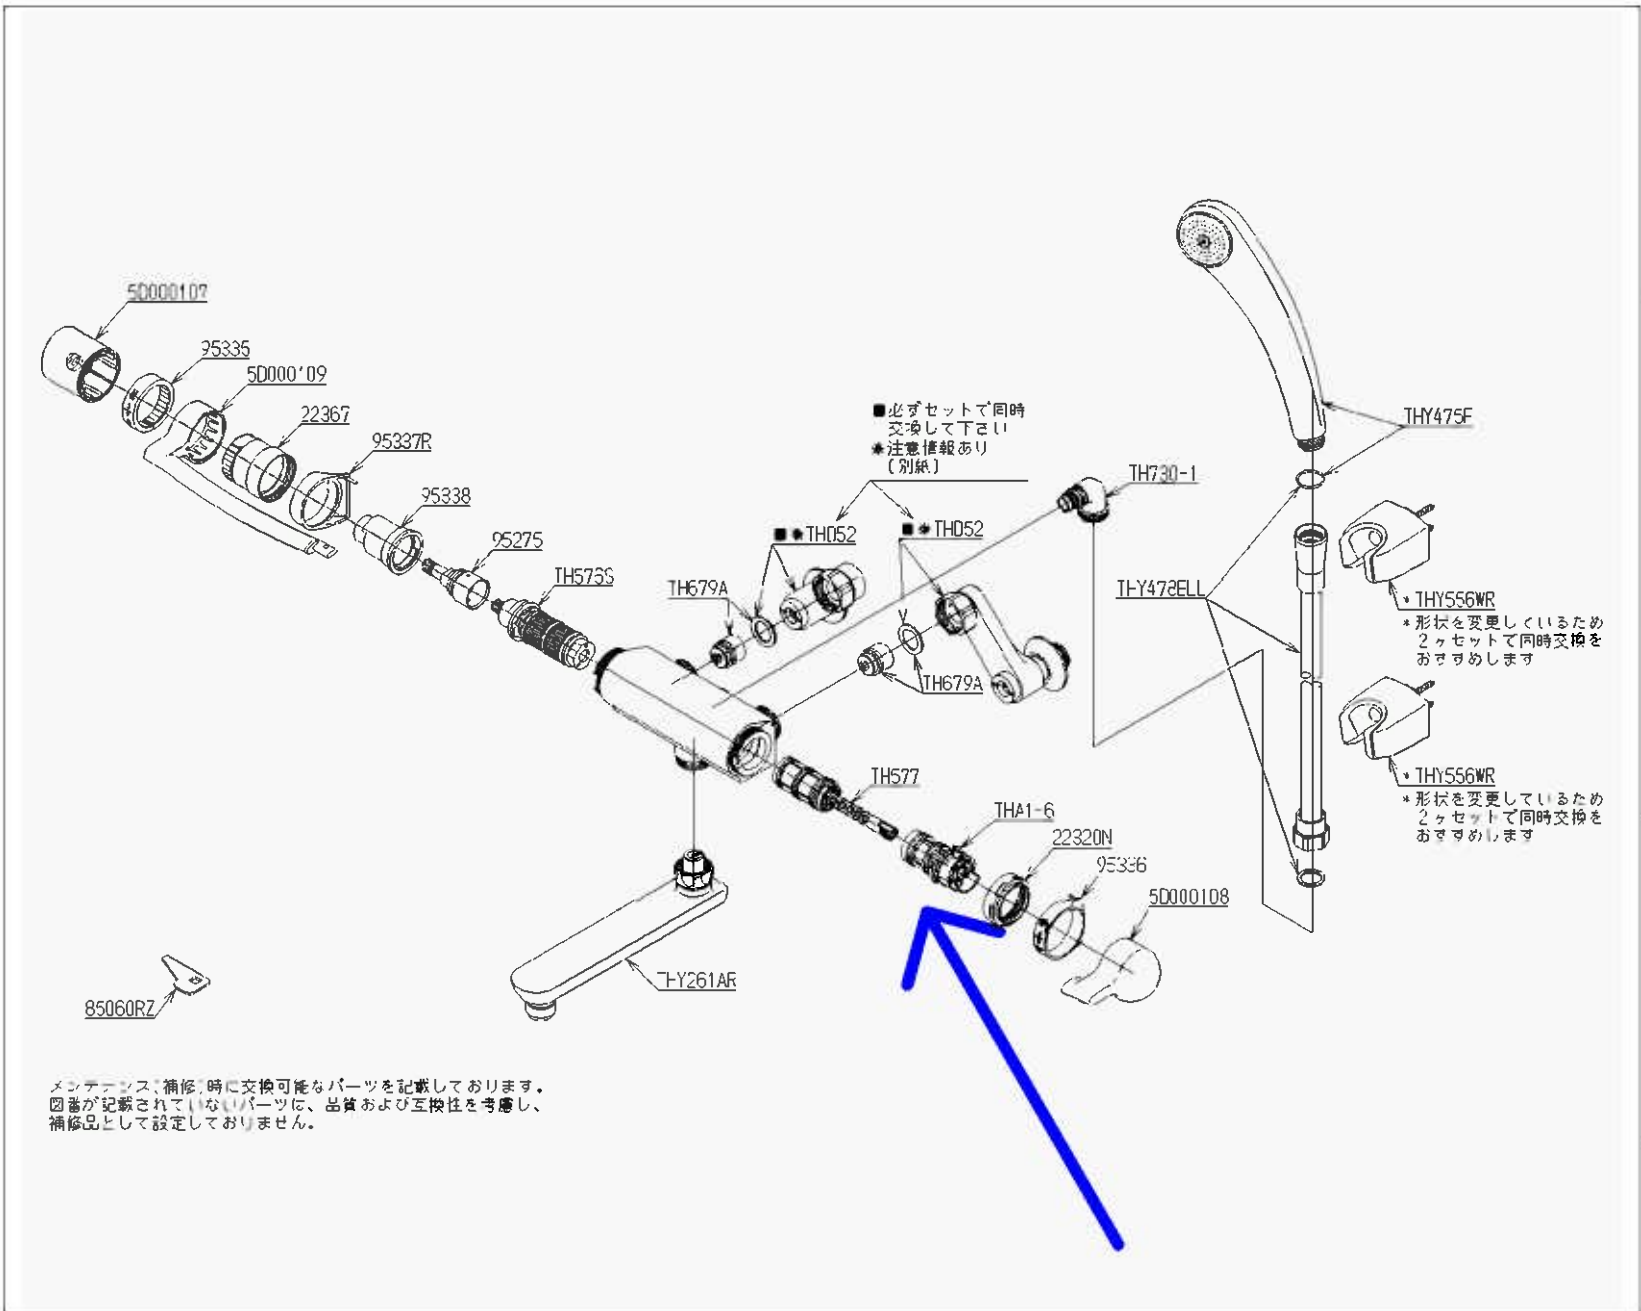 5D000107
95335
5D000109
22367
95337R
95338
95275
TH576S
■必ずセットで同時
交換して下さい
*注意情報あり
(別紙)
■*THD52
■*THD52
TH679A
TH679A
TH730-1
THY475F
THY478ELL
*THY556WR
*形状を変更しているため
2ヶセットで同時交換を
おすすめします
*THY556WR
*形状を変更しているため
2ヶセットで同時交換を
おすすめします
TH577
THA1-6
22320N
95336
5D000108
THY261AR
85060RZ
メンテナンス、補修、時に交換可能なパーツを記載しております。
図番が記載されていないパーツは、品質および互換性を考慮し、
補修品として設定しておりません。